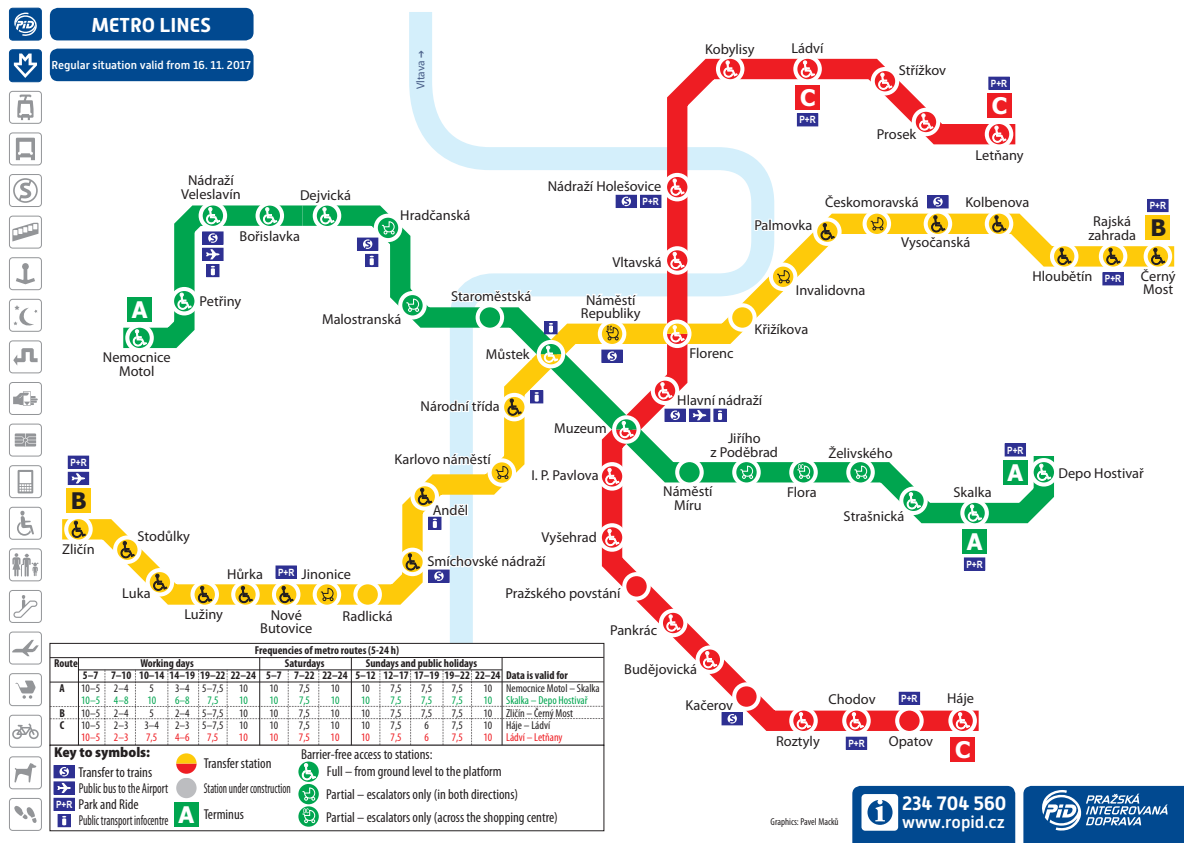 PiD
METRO LINES
Regular situation valid from 16. 11. 2017
Vltava →
Kobylisy
Ládví
C
P+R
Střížkov
Prosek
P+R
C
Letňany
Nádraží Holešovice
S P+R
Vltavská
Nádraží
Veleslavín
S
i
Bořislavka
Dejvická
Hradčanská
S
i
Petřiny
A
Nemocnice
Motol
Malostranská
Staroměstská
i
Můstek
Náměstí
Republiky
S
Florenc
Křižíkova
Invalidovna
Palmovka
Českomoravská
S
Vysočanská
Kolbenova
Hloubětín
Rajská
zahrada
P+R
P+R
B
Černý
Most
Hlavní nádraží
S i
Národní třída
i
Muzeum
Karlovo náměstí
I. P. Pavlova
Náměstí
Míru
Jiřího
z Poděbrad
Flora
Želivského
Strašnická
Skalka
A
P+R
P+R
A
Depo Hostivař
P+R
B
Zličín
Stodůlky
Luka
Lužiny
Hůrka
P+R
Nové
Butovice
Jinonice
Radlická
Smíchovské nádraží
S
Anděl
i
Vyšehrad
Pražského povstání
Pankrác
Budějovická
Kačerov
S
Roztyly
Chodov
P+R
P+R
Opatov
Háje
C
Frequencies of metro routes (5-24 h)
Route Working days Saturdays Sundays and public holidays
5–7 7–10 10–14 14–19 19–22 22–24 5–7 7–22 22–24 5–12 12–17 17–19 19–22 22–24 Data is valid for
A 10–5 2–4 5 3–4 5–7,5 10 10 7,5 10 10 7,5 7,5 7,5 10 Nemocnice Motol – Skalka
10–5 4–8 10 6–8 7,5 10 10 7,5 10 10 7,5 7,5 7,5 10 Skalka – Depo Hostivař
B 10–5 2–4 5 2–4 5–7,5 10 10 7,5 10 10 7,5 7,5 7,5 10 Zličín – Černý Most
C 10–5 2–3 3–4 2–3 5–7,5 10 10 7,5 10 10 7,5 6 7,5 10 Háje – Ládví
10–5 2–3 7,5 4–6 7,5 10 10 7,5 10 10 7,5 6 7,5 10 Ládví – Letňany
Key to symbols:
S Transfer to trains
Public bus to the Airport
P+R Park and Ride
i Public transport infocentre
Transfer station
Station under construction
A Terminus
Barrier-free access to stations:
Full – from ground level to the platform
Partial – escalators only (in both directions)
Partial – escalators only (across the shopping centre)
Graphics: Pavel Macků
i 234 704 560
www.ropid.cz
PiD PRAŽSKÁ
INTEGROVANÁ
DOPRAVA